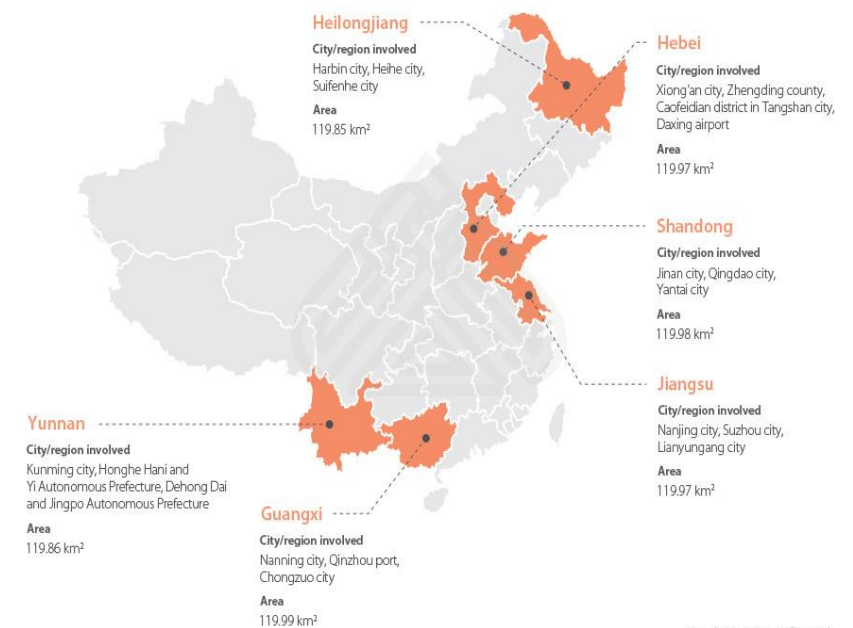 Heilongjiang
City/region involved
Harbin city, Heihe city,
Suifenhe city
Area
119.85 km²
Hebei
City/region involved
Xiong'an city, Zhengding county,
Caofeidian district in Tangshan city,
Daxing airport
Area
119.97 km²
Shandong
City/region involved
Jinan city, Qingdao city,
Yantai city
Area
119.98 km²
Jiangsu
City/region involved
Nanjing city, Suzhou city,
Lianyungang city
Area
119.97 km²
Yunnan
City/region involved
Kunming city, Honghe Hani and
Yi Autonomous Prefecture, Dehong Dai
and Jingpo Autonomous Prefecture
Area
119.86 km²
Guangxi
City/region involved
Nanning city, Qinzhou port,
Chongzuo city
Area
119.99 km²